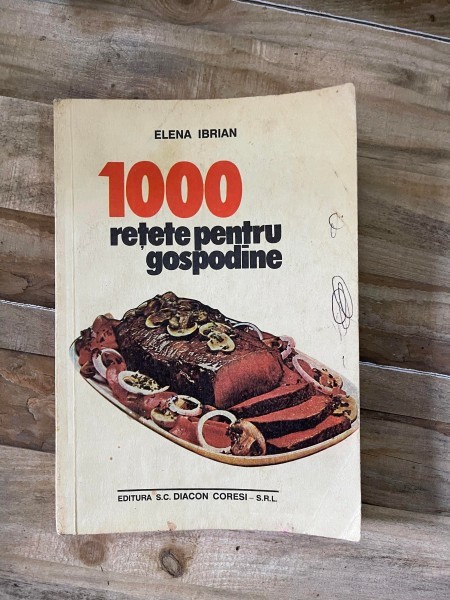 ELENA IBRIAN
1000
rețete pentru
gospodine
EDITURA S.C. DIACON CORESI – S.R.L.